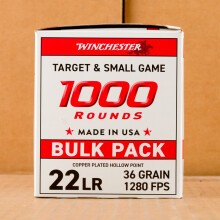 WINCHESTER
TARGET & SMALL GAME
1000
ROUNDS
MADE IN USA
BULK PACK
COPPER PLATED HOLLOW POINT
22LR
36 GRAIN
1280 FPS